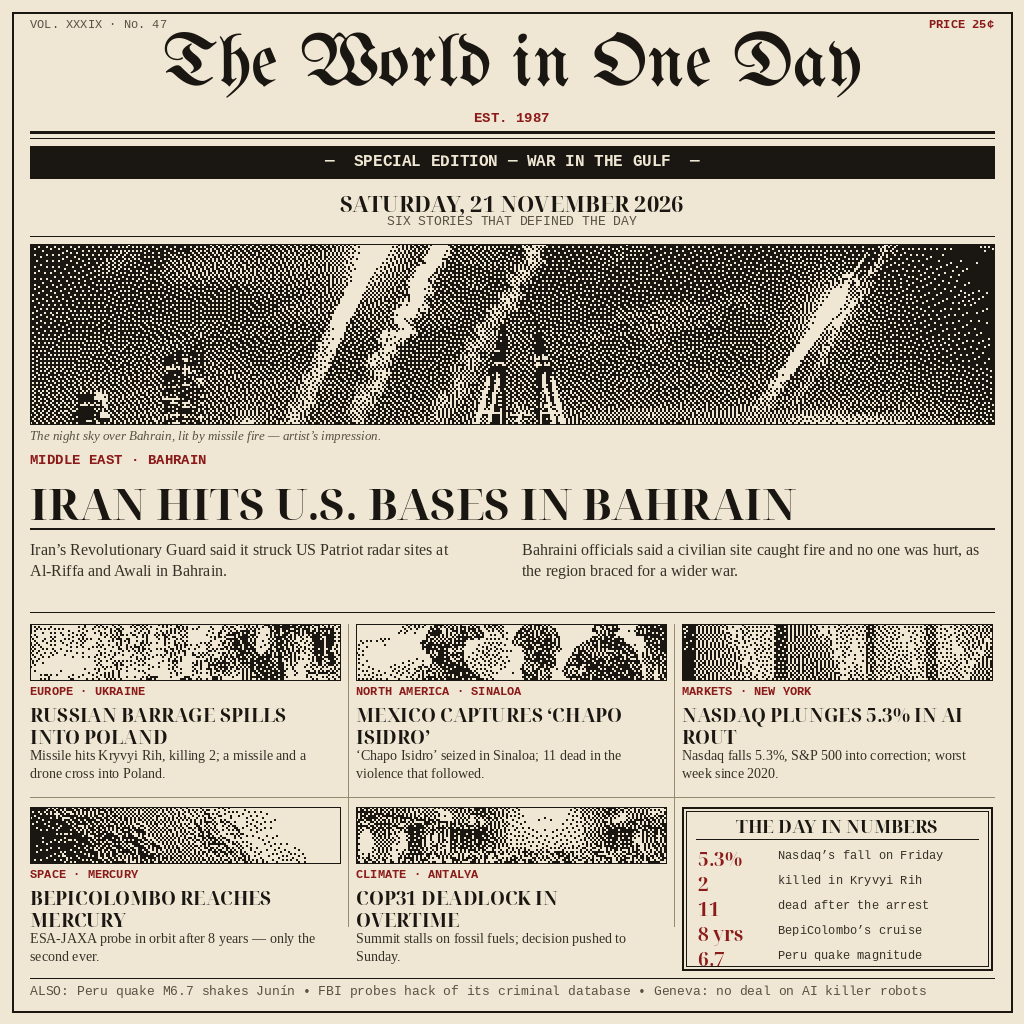 VOL. XXXIX · No. 47
PRICE 25¢
The World in One Day
EST. 1987
— SPECIAL EDITION — WAR IN THE GULF —
SATURDAY, 21 NOVEMBER 2026
SIX STORIES THAT DEFINED THE DAY
The night sky over Bahrain, lit by missile fire — artist’s impression.
MIDDLE EAST · BAHRAIN
IRAN HITS U.S. BASES IN BAHRAIN
Iran’s Revolutionary Guard said it struck US Patriot radar sites at
Al-Riffa and Awali in Bahrain.
Bahraini officials said a civilian site caught fire and no one was hurt, as
the region braced for a wider war.
EUROPE · UKRAINE
RUSSIAN BARRAGE SPILLS
INTO POLAND
Missile hits Kryvyi Rih, killing 2; a missile and a
drone cross into Poland.
NORTH AMERICA · SINALOA
MEXICO CAPTURES ‘CHAPO
ISIDRO’
‘Chapo Isidro’ seized in Sinaloa; 11 dead in the
violence that followed.
MARKETS · NEW YORK
NASDAQ PLUNGES 5.3% IN AI
ROUT
Nasdaq falls 5.3%, S&P 500 into correction; worst
week since 2020.
SPACE · MERCURY
BEPICOLOMBO REACHES
MERCURY
ESA-JAXA probe in orbit after 8 years — only the
second ever.
CLIMATE · ANTALYA
COP31 DEADLOCK IN
OVERTIME
Summit stalls on fossil fuels; decision pushed to
Sunday.
THE DAY IN NUMBERS
5.3% Nasdaq’s fall on Friday
2 killed in Kryvyi Rih
11 dead after the arrest
8 yrs BepiColombo’s cruise
6.7 Peru quake magnitude
ALSO: Peru quake M6.7 shakes Junín • FBI probes hack of its criminal database • Geneva: no deal on AI killer robots